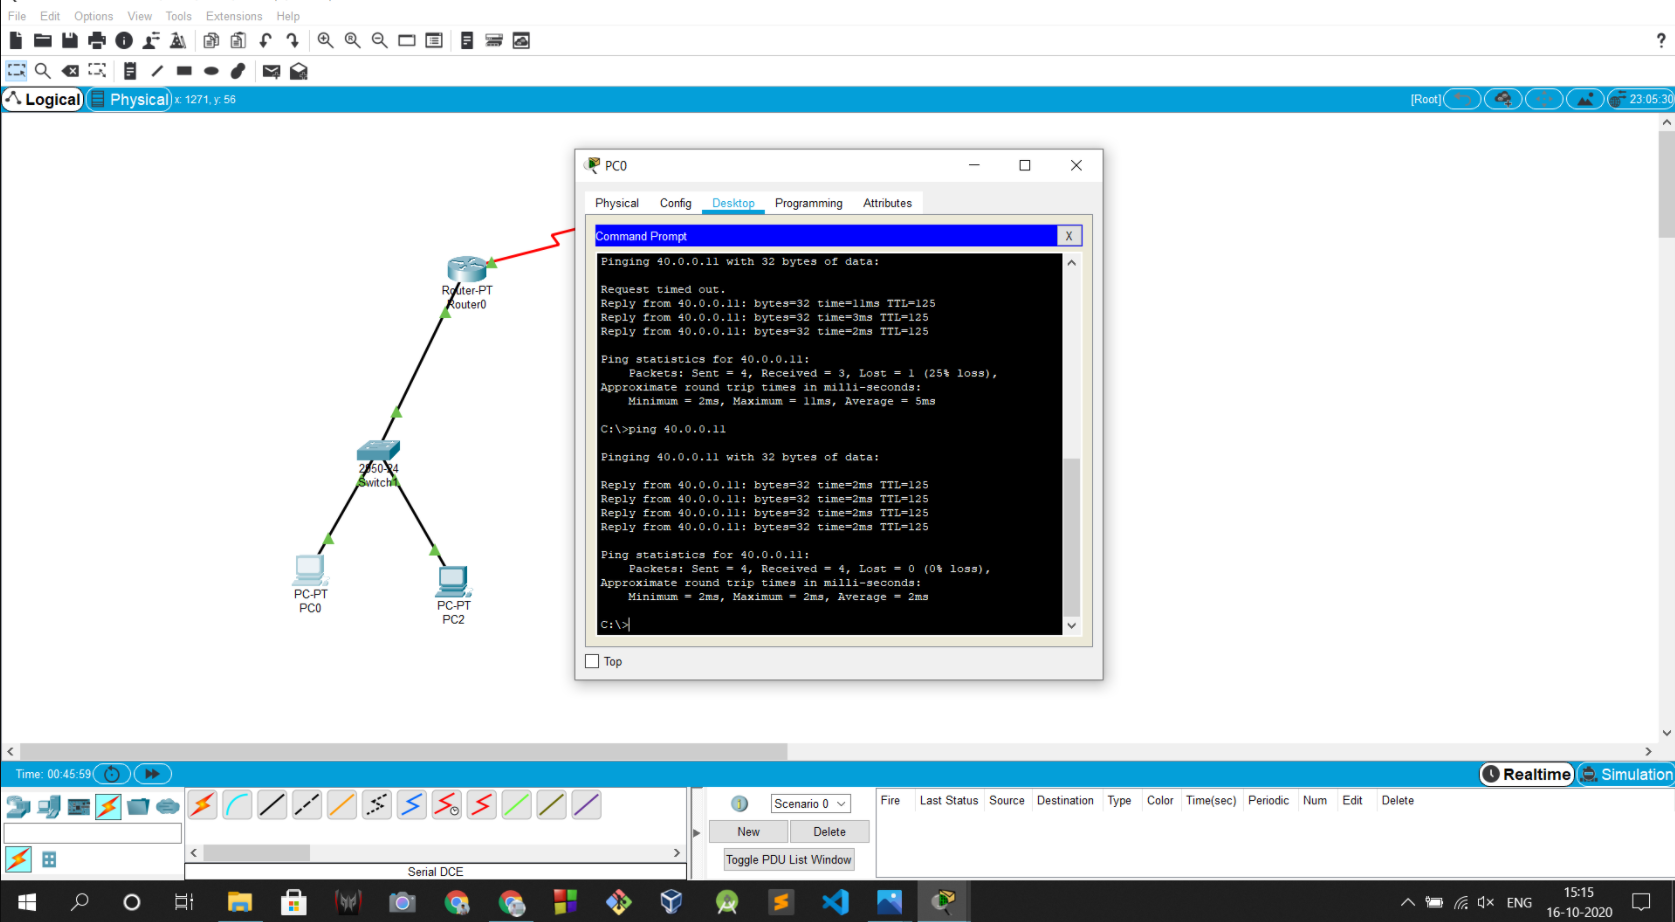 File Edit Options View Tools Extensions Help
?
Logical Physical x: 1271, y: 56 [Root] 23:05:30
PC0
Physical Config Desktop Programming Attributes
Command Prompt X
Pinging 40.0.0.11 with 32 bytes of data:
Request timed out.
Reply from 40.0.0.11: bytes=32 time=11ms TTL=125
Reply from 40.0.0.11: bytes=32 time=3ms TTL=125
Reply from 40.0.0.11: bytes=32 time=2ms TTL=125
Ping statistics for 40.0.0.11:
Packets: Sent = 4, Received = 3, Lost = 1 (25% loss),
Approximate round trip times in milli-seconds:
Minimum = 2ms, Maximum = 11ms, Average = 5ms
C:\>ping 40.0.0.11
Pinging 40.0.0.11 with 32 bytes of data:
Reply from 40.0.0.11: bytes=32 time=2ms TTL=125
Reply from 40.0.0.11: bytes=32 time=2ms TTL=125
Reply from 40.0.0.11: bytes=32 time=2ms TTL=125
Reply from 40.0.0.11: bytes=32 time=2ms TTL=125
Ping statistics for 40.0.0.11:
Packets: Sent = 4, Received = 4, Lost = 0 (0% loss),
Approximate round trip times in milli-seconds:
Minimum = 2ms, Maximum = 2ms, Average = 2ms
C:\>
Top
Router-PT
Router0
2950-24
Switch1
PC-PT
PC0
PC-PT
PC2
Time: 00:45:59 Realtime Simulation
Scenario 0
New Delete
Toggle PDU List Window
Fire Last Status Source Destination Type Color Time(sec) Periodic Num Edit Delete
Serial DCE
ENG
15:15
16-10-2020